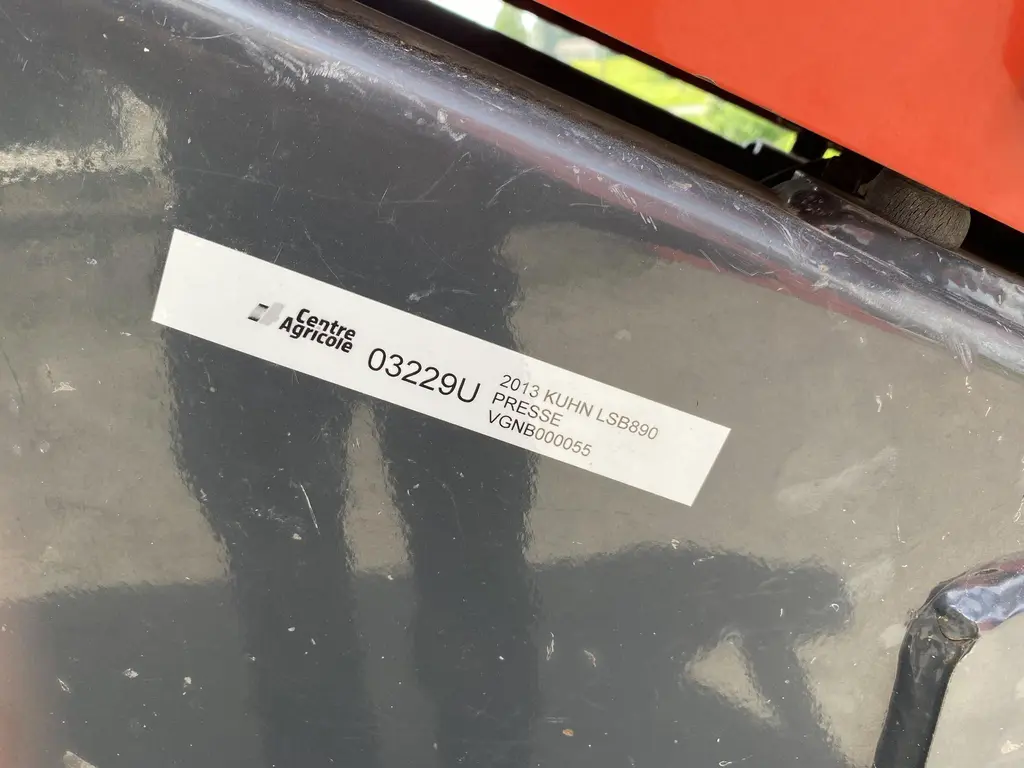 Centre
Agricole
03229U
2013 KUHN LSB890
PRESSE
VGNB000055